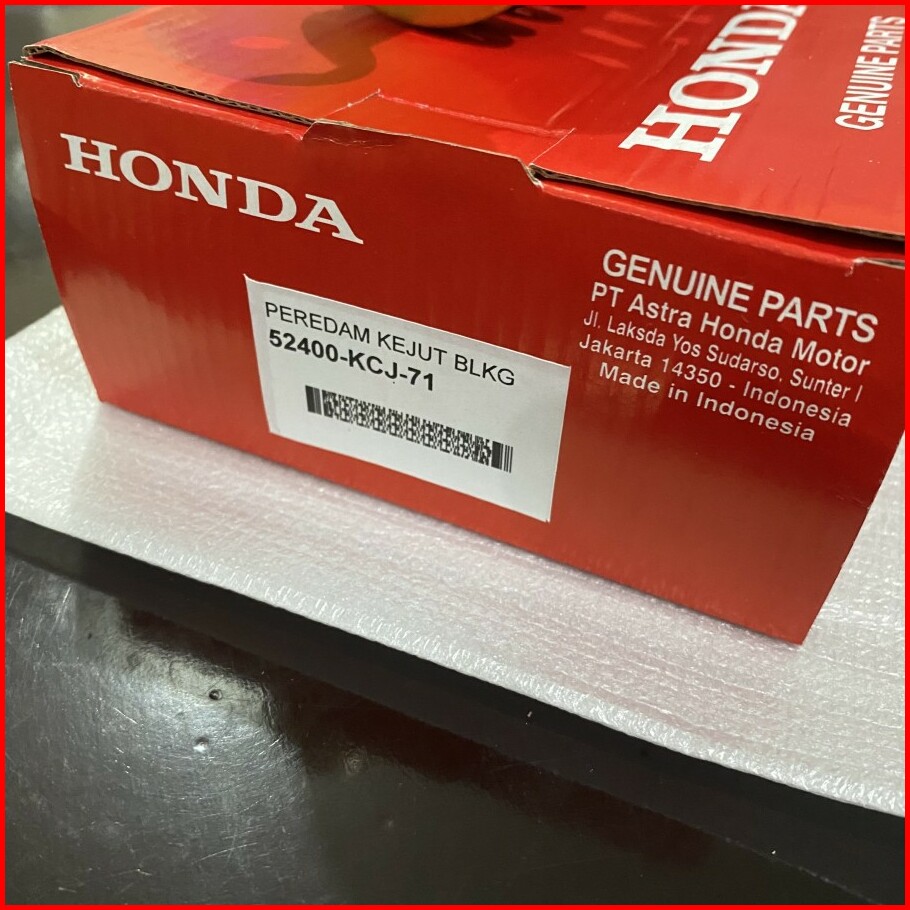 HONDA
GENUINE PARTS
HONDA
PEREDAM KEJUT BLKG
52400-KCJ-71
GENUINE PARTS
PT Astra Honda Motor
Jl. Laksda Yos Sudarso, Sunter I
Jakarta 14350 - Indonesia
Made in Indonesia